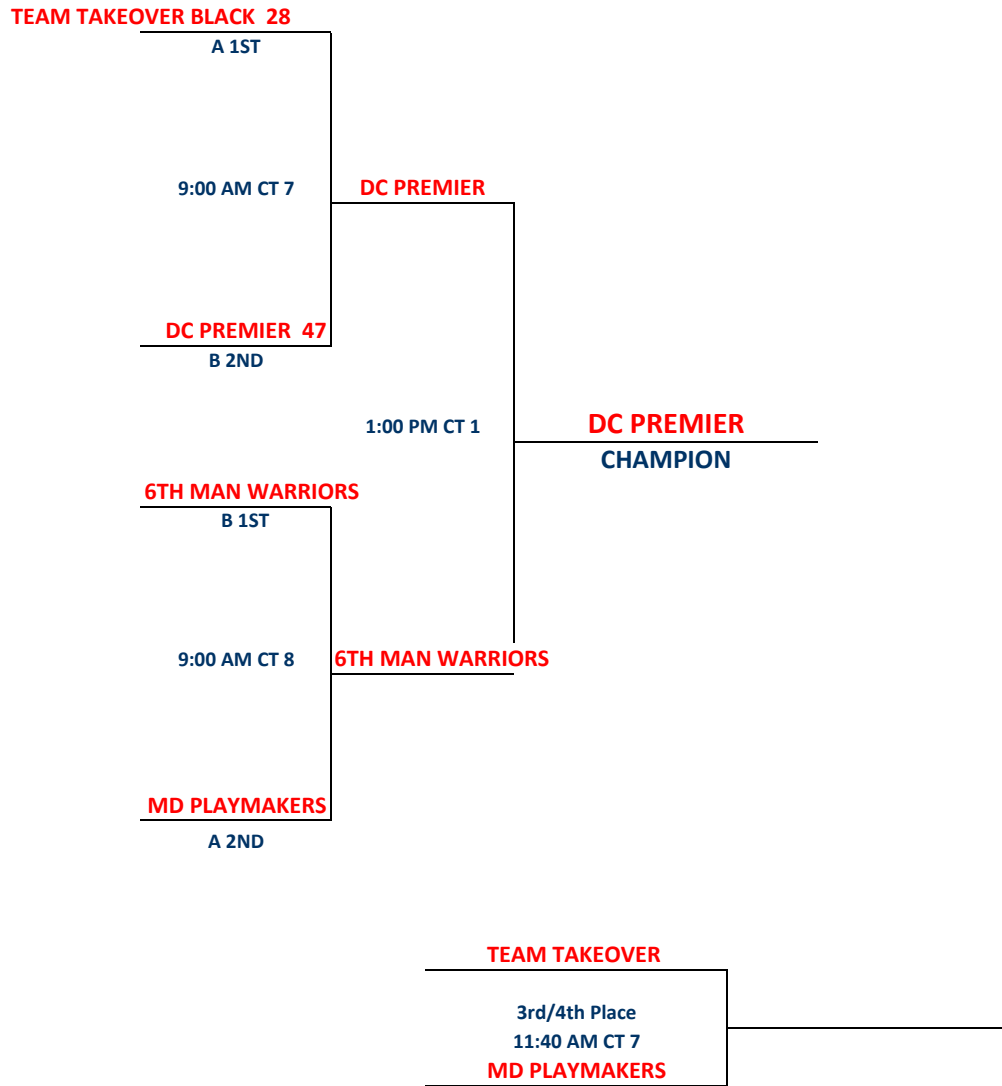 TEAM TAKEOVER BLACK 28
A 1ST
9:00 AM CT 7
DC PREMIER
DC PREMIER 47
B 2ND
1:00 PM CT 1
DC PREMIER
CHAMPION
6TH MAN WARRIORS
B 1ST
9:00 AM CT 8
6TH MAN WARRIORS
MD PLAYMAKERS
A 2ND
TEAM TAKEOVER
3rd/4th Place
11:40 AM CT 7
MD PLAYMAKERS